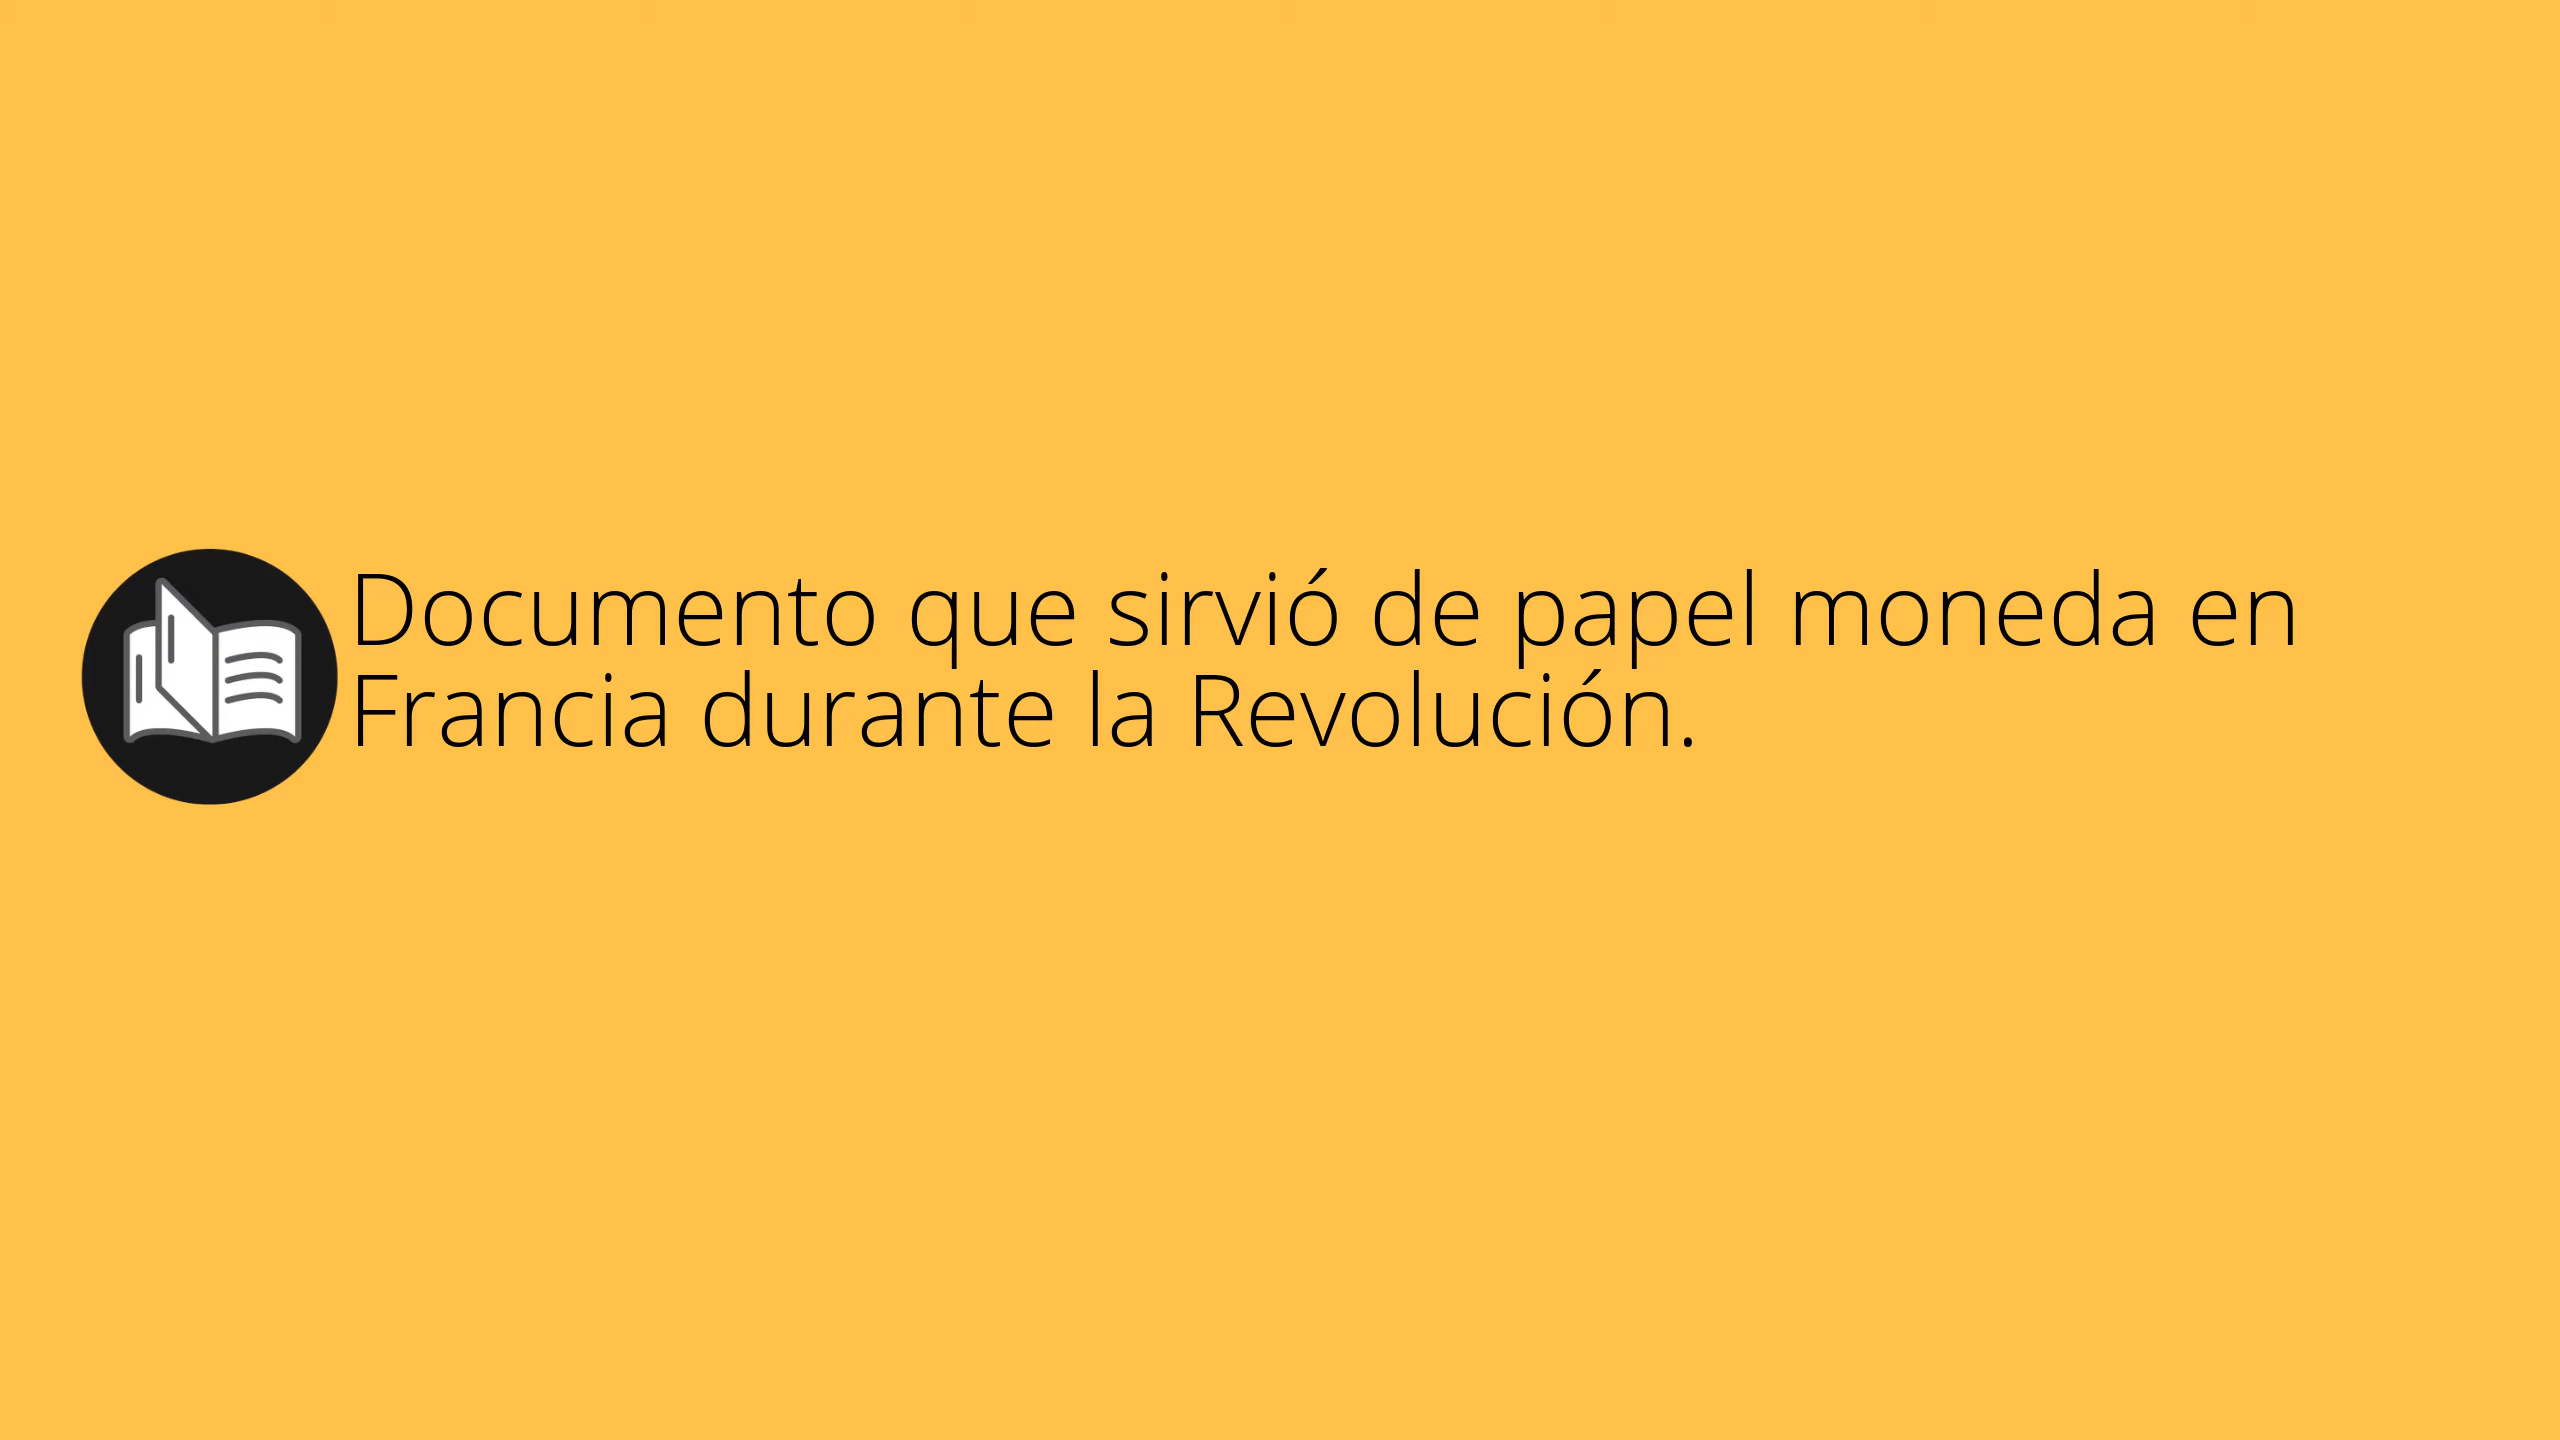 Documento que sirvió de papel moneda en
Francia durante la Revolución.